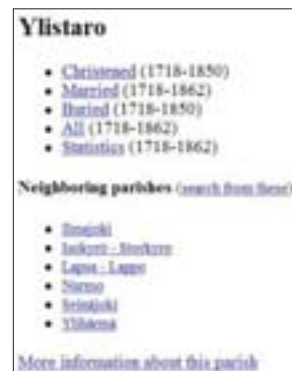 Ylistaro
Christened (1718-1850)
Married (1718-1862)
Buried (1718-1850)
All (1718-1862)
Statistics (1718-1862)
Neighboring parishes (search from these)
Ilmajoki
Isokyrö - Storkyro
Lapua - Lappo
Nurmo
Seinäjoki
Ylihärmä
More information about this parish